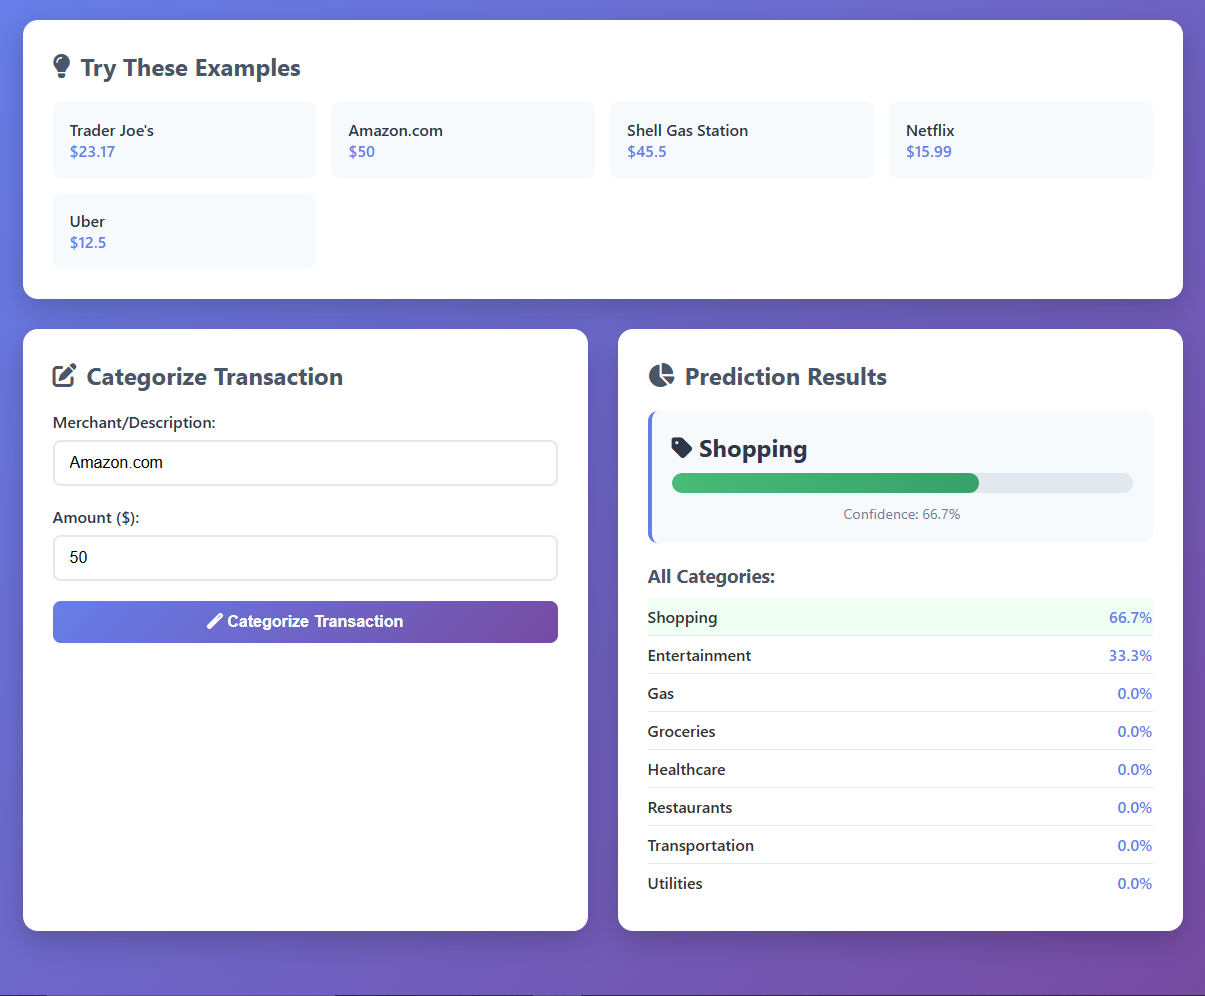 Try These Examples
Trader Joe's
$23.17
Amazon.com
$50
Shell Gas Station
$45.5
Netflix
$15.99
Uber
$12.5
Categorize Transaction
Merchant/Description:
Amazon.com
Amount ($):
50
Categorize Transaction
Prediction Results
Shopping
Confidence: 66.7%
All Categories:
Shopping 66.7%
Entertainment 33.3%
Gas 0.0%
Groceries 0.0%
Healthcare 0.0%
Restaurants 0.0%
Transportation 0.0%
Utilities 0.0%